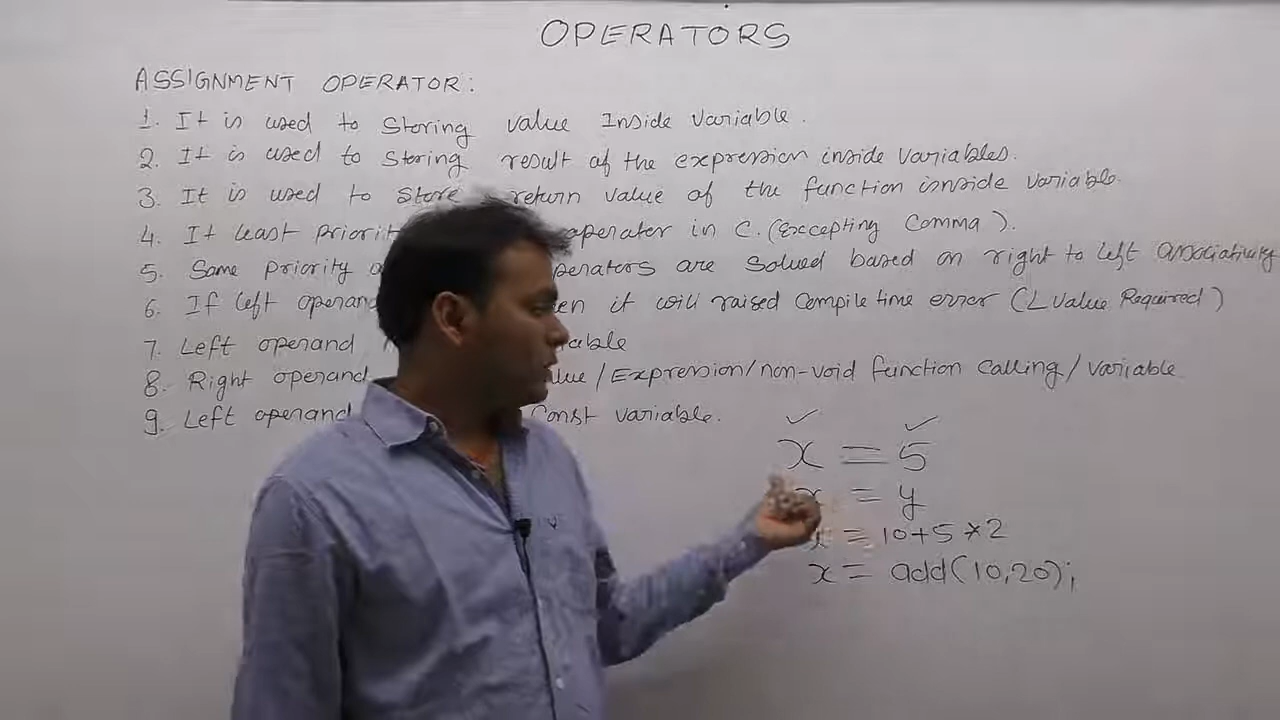 OPERATORS
ASSIGNMENT OPERATOR:
1. It is used to Storing value Inside Variable.
2. It is used to Storing result of the expression inside Variables.
3. It is used to Store return value of the function inside Variable.
4. It least priorit operator in C. (Excepting Comma).
5. Same priority perators are solved based on right to left associativity
6. If left operan en it will raised Compile time error (L Value Required)
7. Left operand able
8. Right operand lue / Expression / non-void function Calling / Variable
9. Left operand Const variable.
✓ ✓
x = 5
x = y
x = 10+5*2
x = add(10,20);